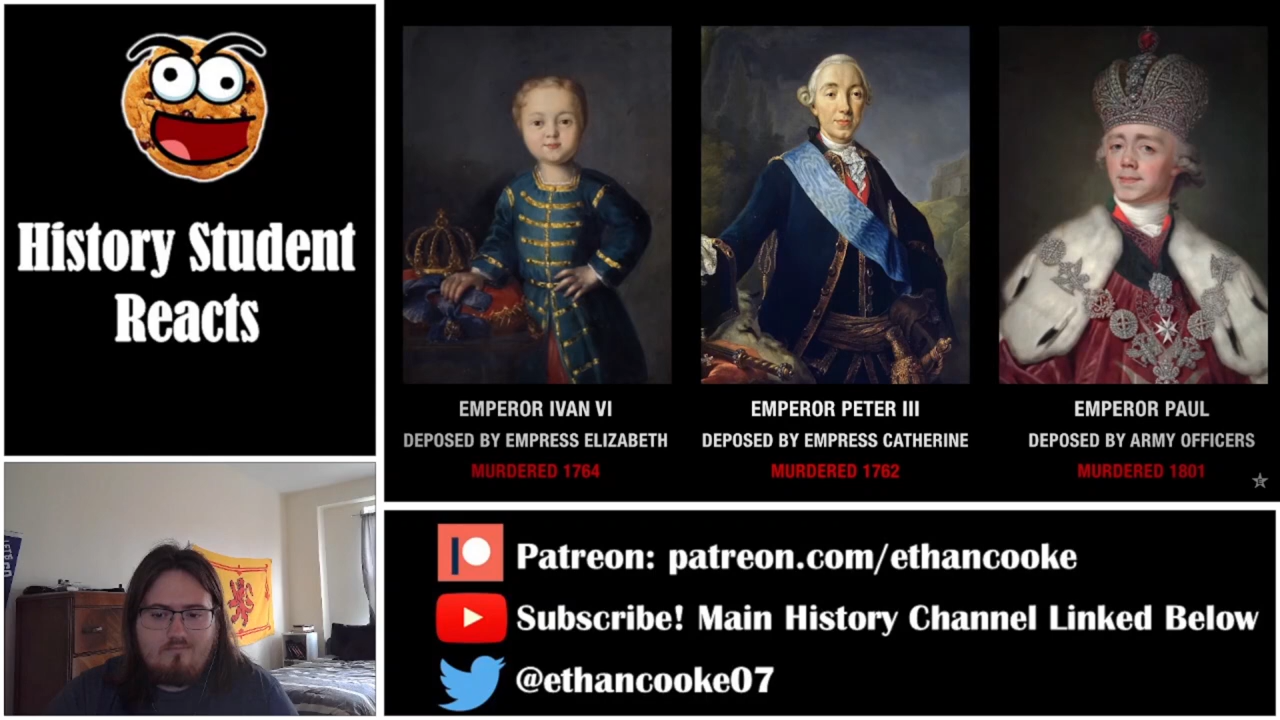 History Student
Reacts
EMPEROR IVAN VI
DEPOSED BY EMPRESS ELIZABETH
MURDERED 1764
EMPEROR PETER III
DEPOSED BY EMPRESS CATHERINE
MURDERED 1762
EMPEROR PAUL
DEPOSED BY ARMY OFFICERS
MURDERED 1801
LET'S
GO
Patreon: patreon.com/ethancooke
Subscribe! Main History Channel Linked Below
@ethancooke07